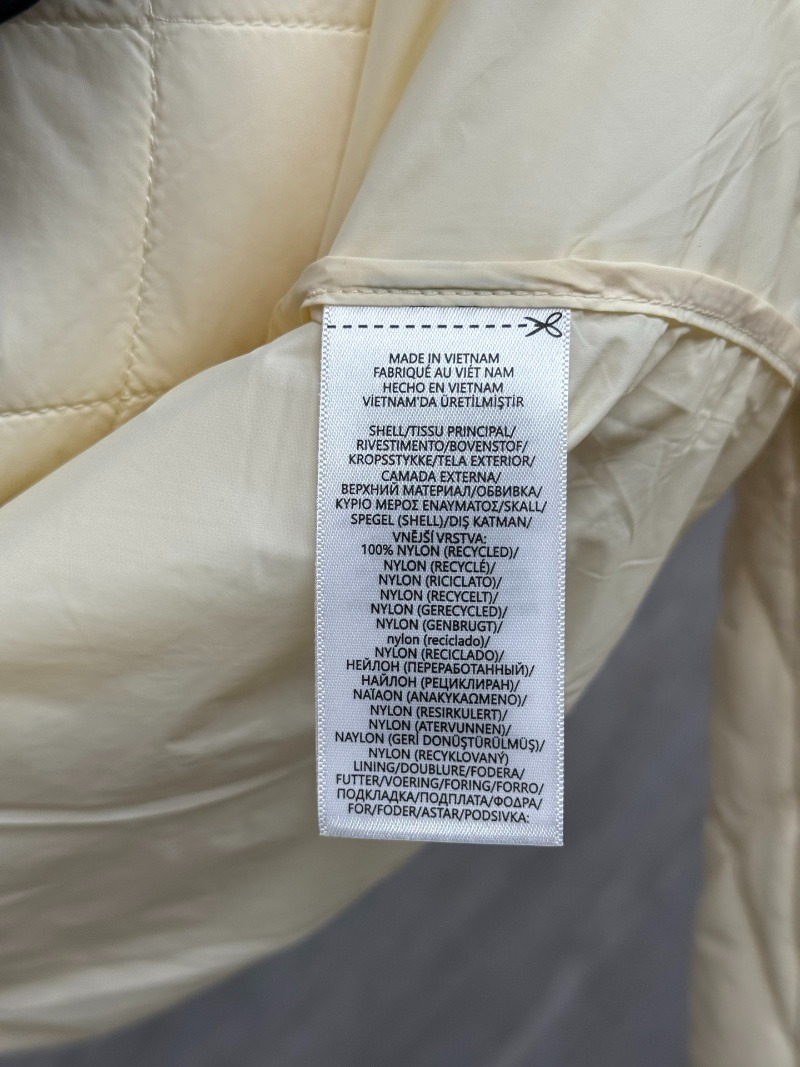 MADE IN VIETNAM
FABRIQUÉ AU VIÊT NAM
HECHO EN VIETNAM
VİETNAM'DA ÜRETİLMİŞTİR
SHELL/TISSU PRINCIPAL/
RIVESTIMENTO/BOVENSTOF/
KROPSSTYKKE/TELA EXTERIOR/
CAMADA EXTERNA/
ВЕРХНИЙ МАТЕРИАЛ/ОБВИВКА/
ΚΥΡΙΟ ΜΕΡΟΣ ΕΝΔΥΜΑΤΟΣ/SKALL/
SPEGEL (SHELL)/DIŞ KATMAN/
VNĚJŠÍ VRSTVA:
100% NYLON (RECYCLED)/
NYLON (RECYCLÉ)/
NYLON (RICICLATO)/
NYLON (RECYCELT)/
NYLON (GERECYCLED)/
NYLON (GENBRUGT)/
nylon (reciclado)/
NYLON (RECICLADO)/
НЕЙЛОН (ПЕРЕРАБОТАННЫЙ)/
НАЙЛОН (РЕЦИКЛИРАН)/
ΝΑΪΛΟΝ (ΑΝΑΚΥΚΛΩΜΕΝΟ)/
NYLON (RESIRKULERT)/
NYLON (ATERVUNNEN)/
NAYLON (GERİ DÖNÜŞTÜRÜLMÜŞ)/
NYLON (RECYKLOVANÝ)
LINING/DOUBLURE/FODERA/
FUTTER/VOERING/FORING/FORRO/
ПОДКЛАДКА/ПОДПЛАТА/ΦΟΔΡΑ/
FOR/FODER/ASTAR/PODSIVKA: